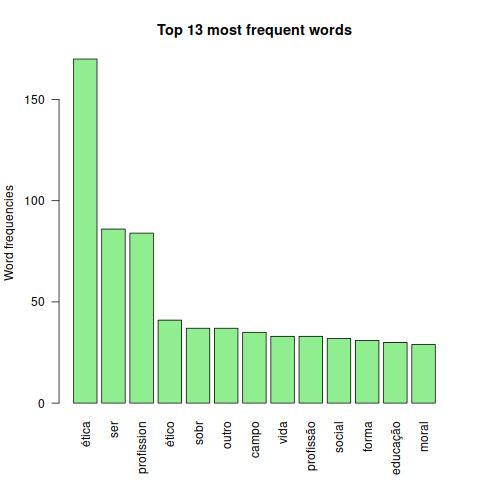 Top 13 most frequent words
Word frequencies
150
100
50
0
ética
ser
profission
ético
sobr
outro
campo
vida
profissão
social
forma
educação
moral